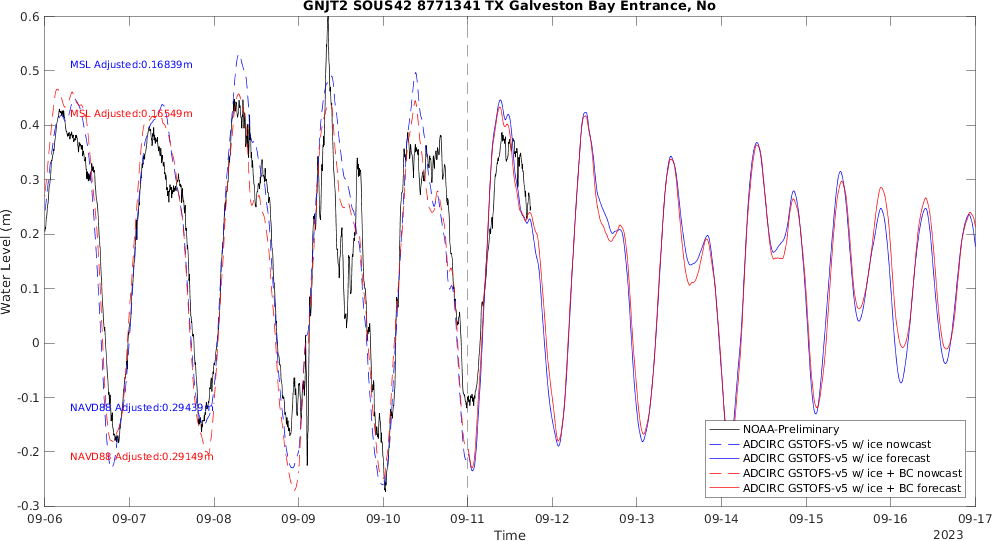 GNJT2 SOUS42 8771341 TX Galveston Bay Entrance, No
0.6
0.5
0.4
0.3
0.2
0.1
0
-0.1
-0.2
-0.3
Water Level (m)
MSL Adjusted:0.16839m
MSL Adjusted:0.16549m
NAVD88 Adjusted:0.29439m
NAVD88 Adjusted:0.29149m
NOAA-Preliminary
ADCIRC GSTOFS-v5 w/ ice nowcast
ADCIRC GSTOFS-v5 w/ ice forecast
ADCIRC GSTOFS-v5 w/ ice + BC nowcast
ADCIRC GSTOFS-v5 w/ ice + BC forecast
09-06 09-07 09-08 09-09 09-10 09-11 09-12 09-13 09-14 09-15 09-16 09-17
Time
2023